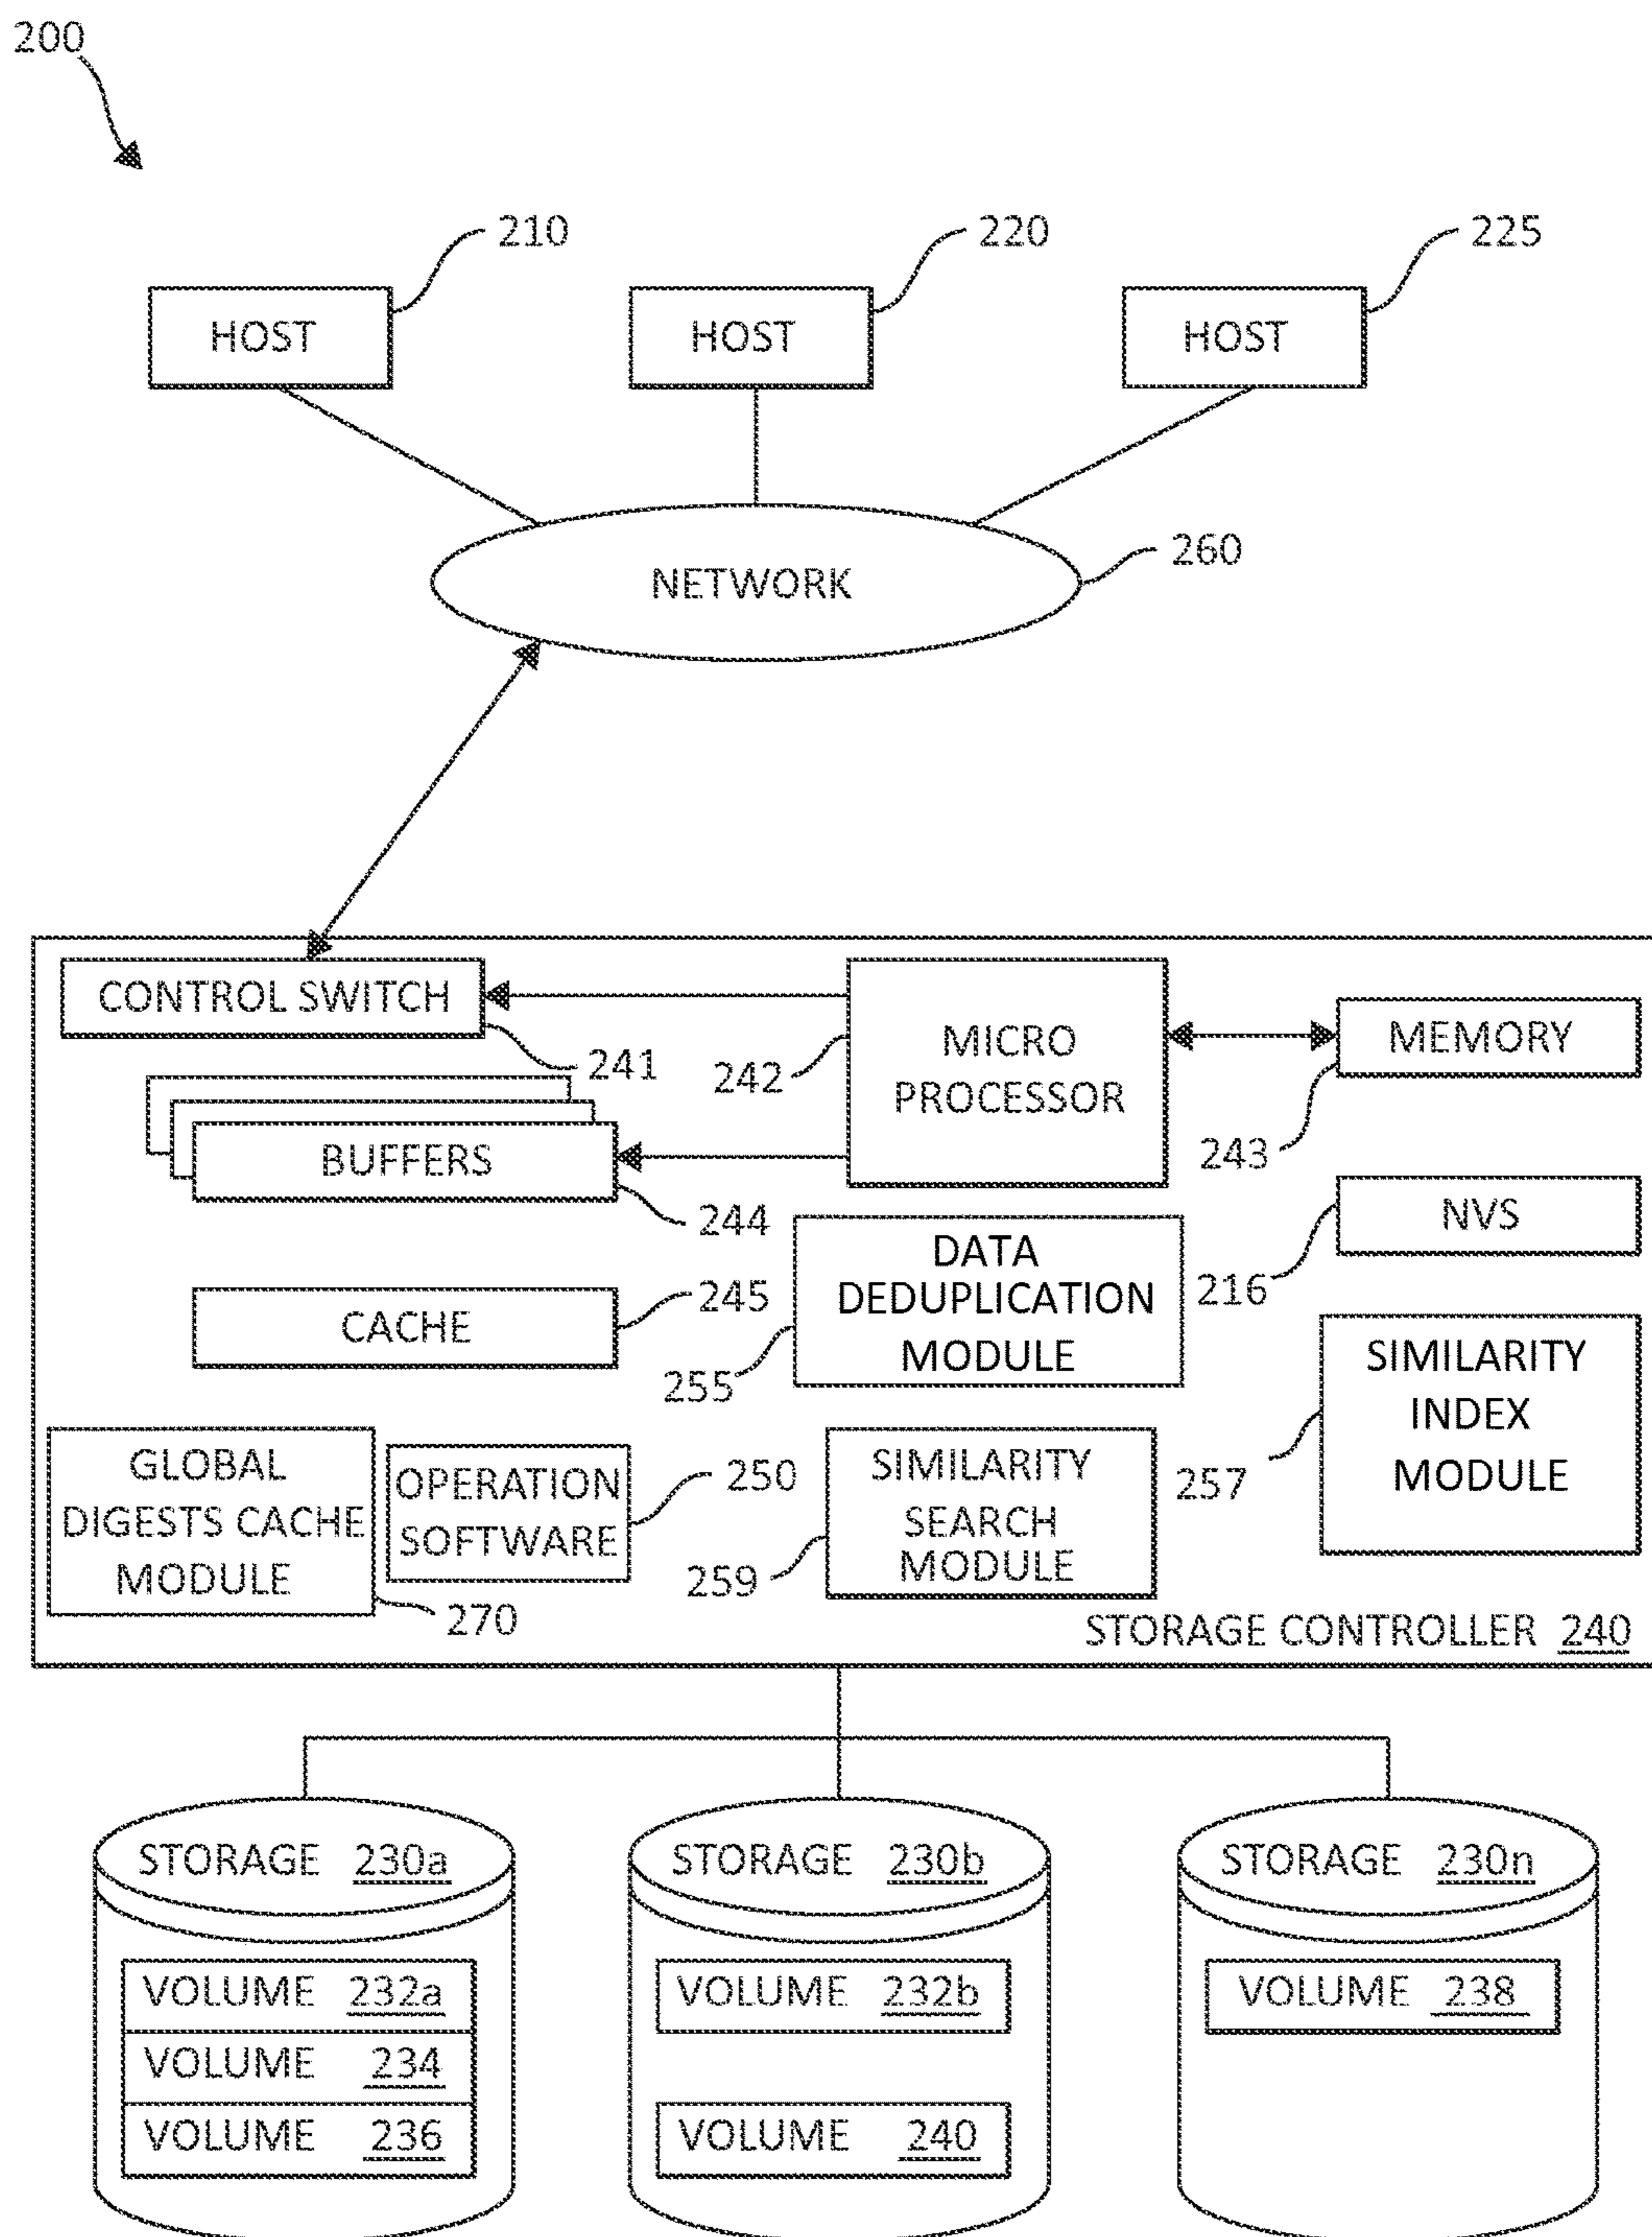 200
210
220
225
HOST
HOST
HOST
260
NETWORK
CONTROL SWITCH
241
242
MICRO
PROCESSOR
MEMORY
243
BUFFERS
244
NVS
216
DATA
DEDUPLICATION
MODULE
255
CACHE
245
SIMILARITY
INDEX
MODULE
257
GLOBAL
DIGESTS CACHE
MODULE
270
OPERATION
SOFTWARE
250
SIMILARITY
SEARCH
MODULE
259
STORAGE CONTROLLER 240
STORAGE 230a
VOLUME 232a
VOLUME 234
VOLUME 236
STORAGE 230b
VOLUME 232b
VOLUME 240
STORAGE 230n
VOLUME 238